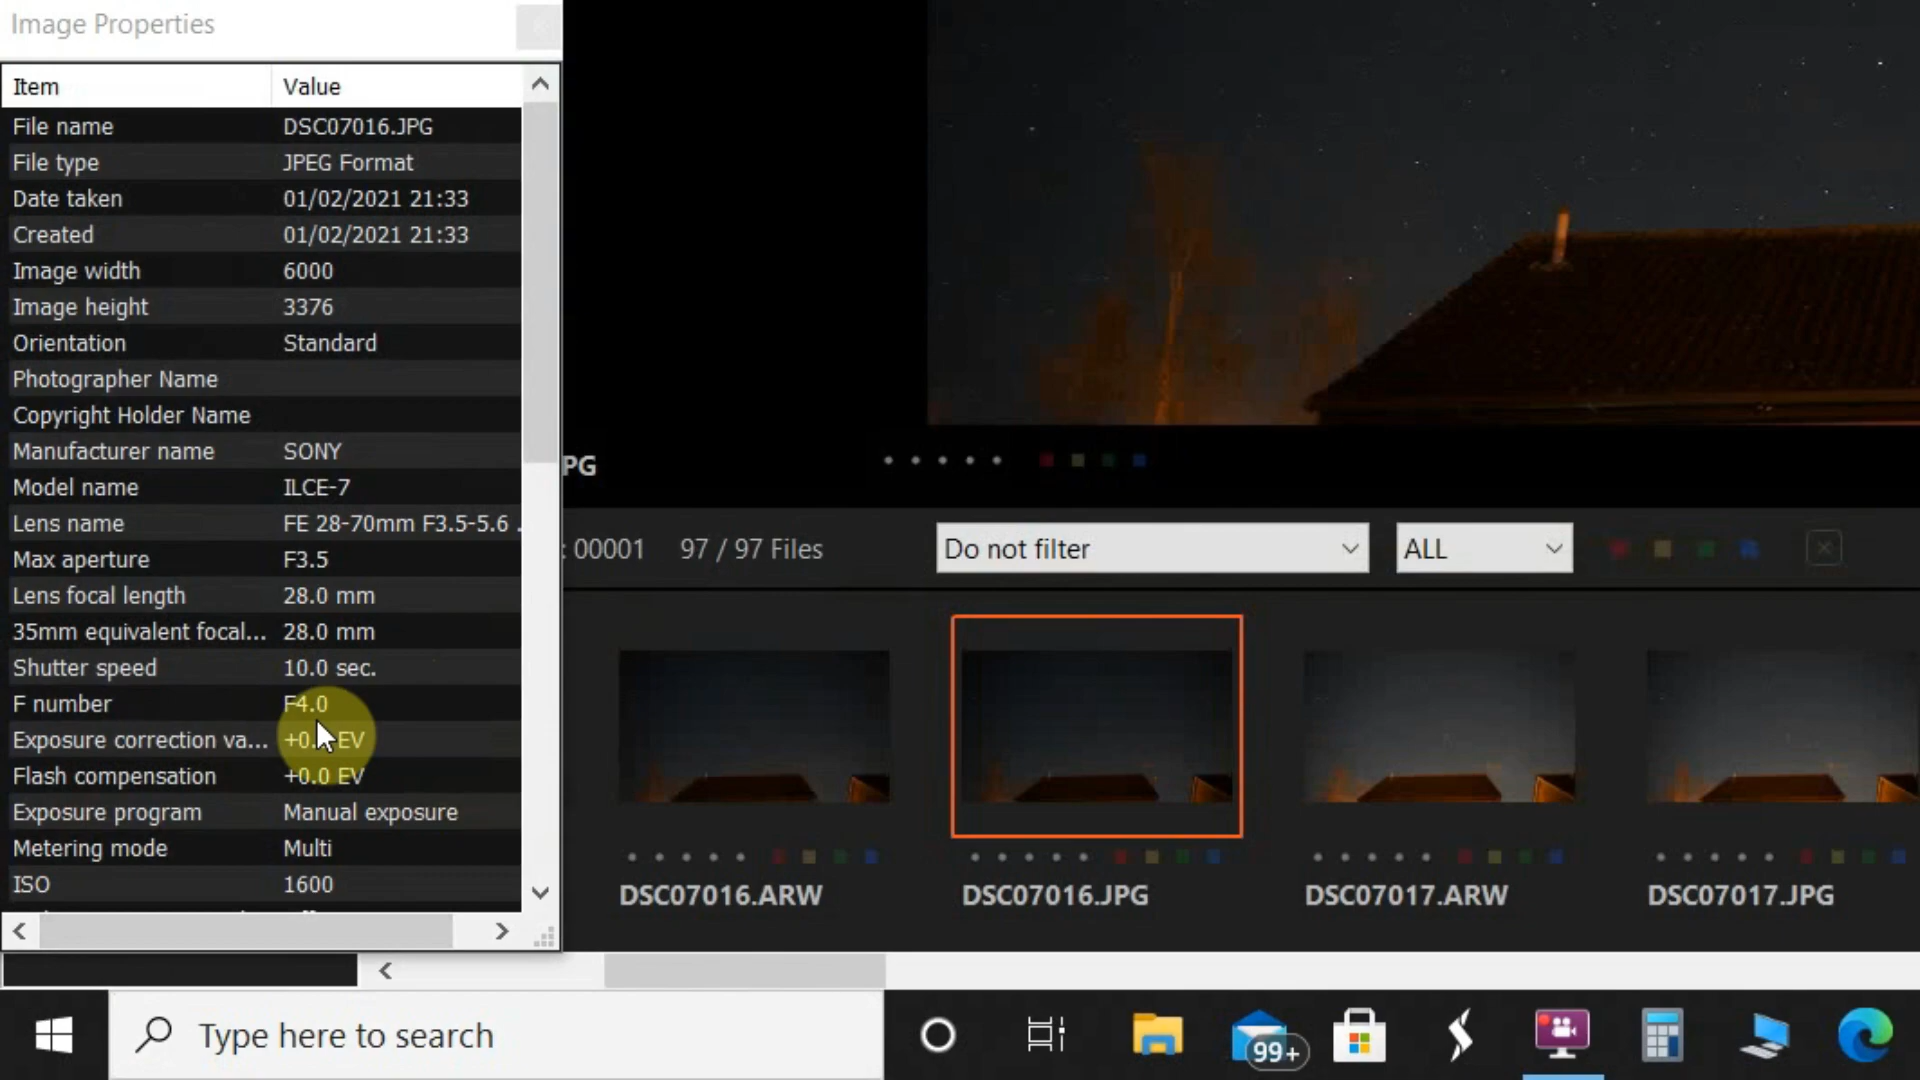 Image Properties
Item Value
File name DSC07016.JPG
File type JPEG Format
Date taken 01/02/2021 21:33
Created 01/02/2021 21:33
Image width 6000
Image height 3376
Orientation Standard
Photographer Name
Copyright Holder Name
Manufacturer name SONY
Model name ILCE-7
Lens name FE 28-70mm F3.5-5.6 .
Max aperture F3.5
Lens focal length 28.0 mm
35mm equivalent focal... 28.0 mm
Shutter speed 10.0 sec.
F number F4.0
Exposure correction va... EV
Flash compensation +0.0 EV
Exposure program Manual exposure
Metering mode Multi
ISO 1600
PG
: 00001 97 / 97 Files Do not filter ALL
DSC07016.ARW DSC07016.JPG DSC07017.ARW DSC07017.JPG
Type here to search
99+